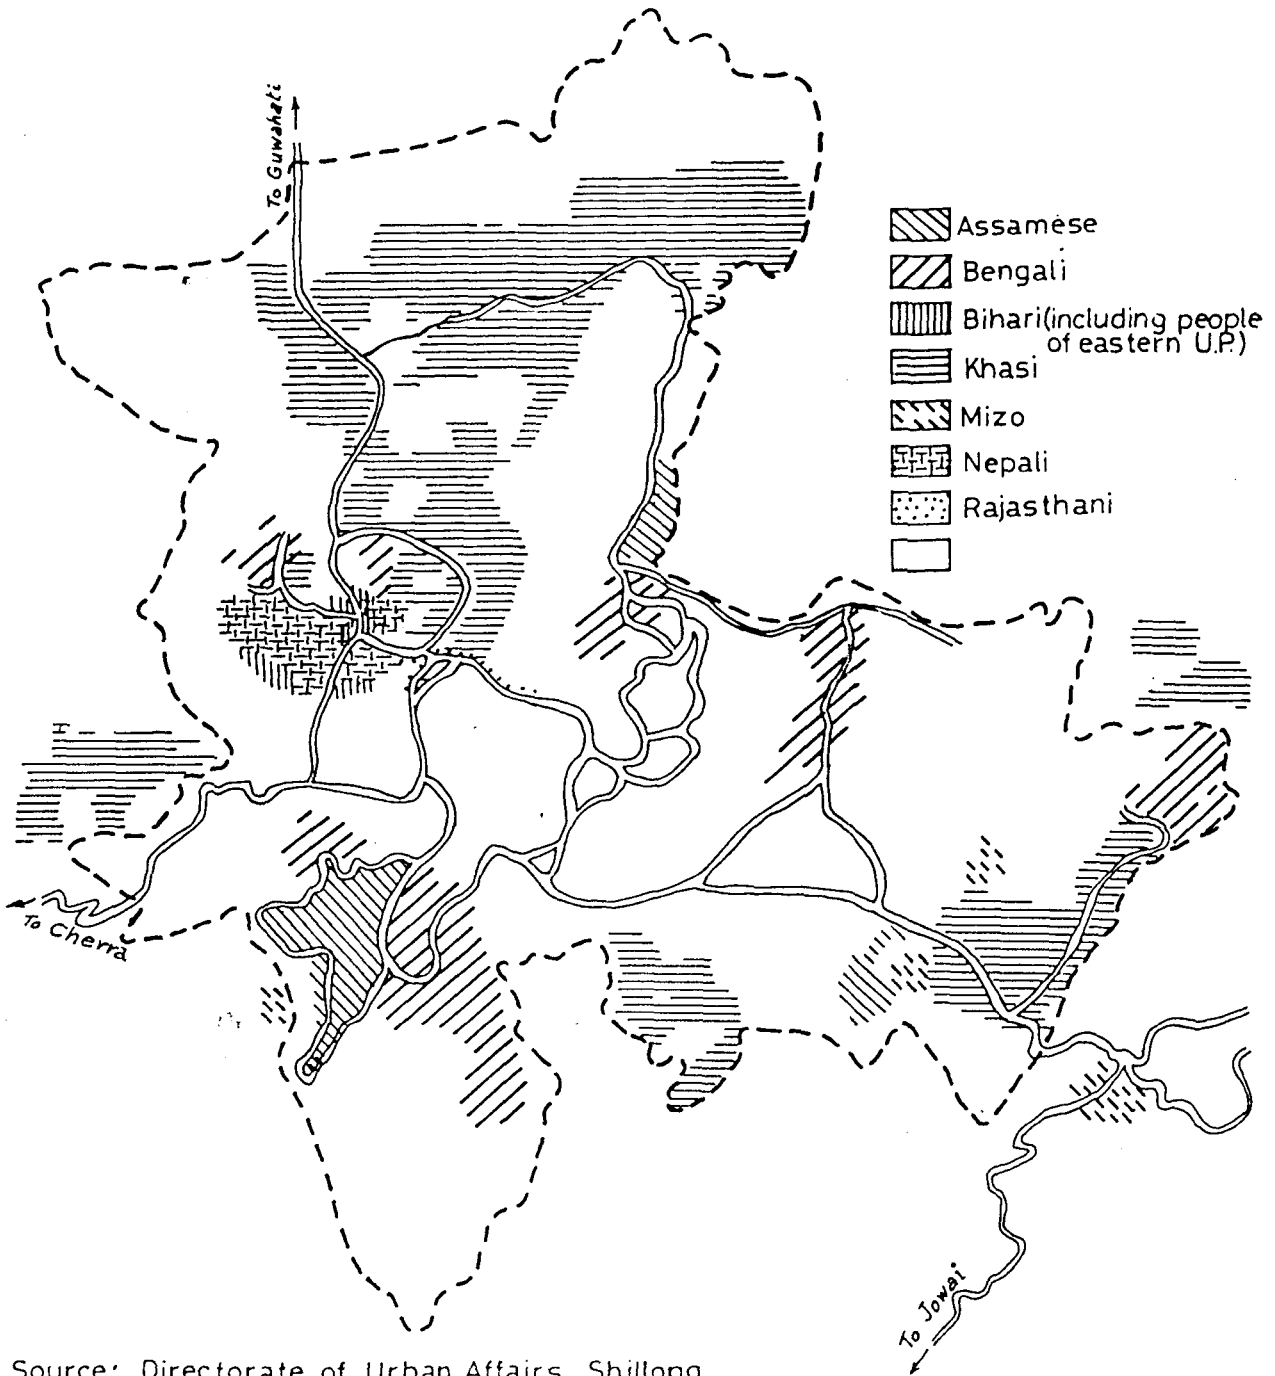 To Guwahati
Assamese
Bengali
Bihari(including people
of eastern U.P.)
Khasi
Mizo
Nepali
Rajasthani
To Cherra
To Jowai
Source: Directorate of Urban Affairs, Shillong